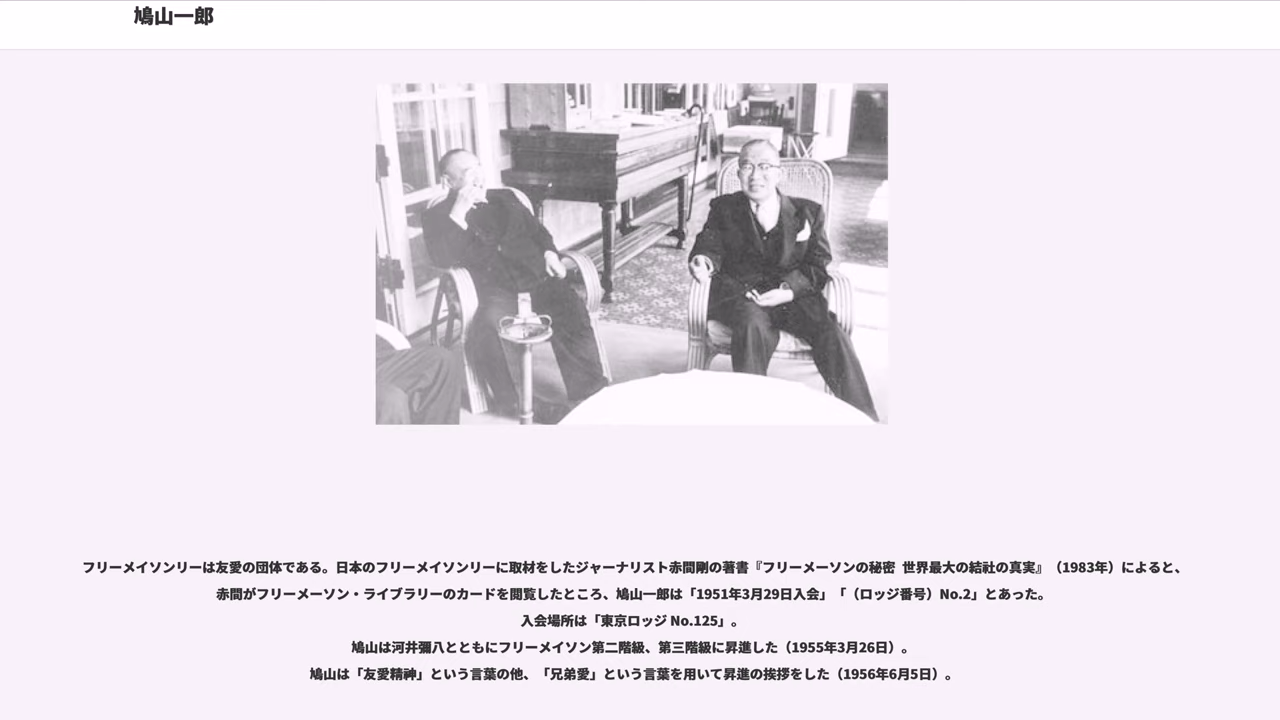 鳩山一郎
フリーメイソンリーは友愛の団体である。日本のフリーメイソンリーに取材をしたジャーナリスト赤間剛の著書『フリーメーソンの秘密 世界最大の結社の真実』（1983年）によると、
赤間がフリーメーソン・ライブラリーのカードを閲覧したところ、鳩山一郎は「1951年3月29日入会」「（ロッジ番号）No.2」とあった。
入会場所は「東京ロッジ No.125」。
鳩山は河井彌八とともにフリーメイソン第二階級、第三階級に昇進した（1955年3月26日）。
鳩山は「友愛精神」という言葉の他、「兄弟愛」という言葉を用いて昇進の挨拶をした（1956年6月5日）。